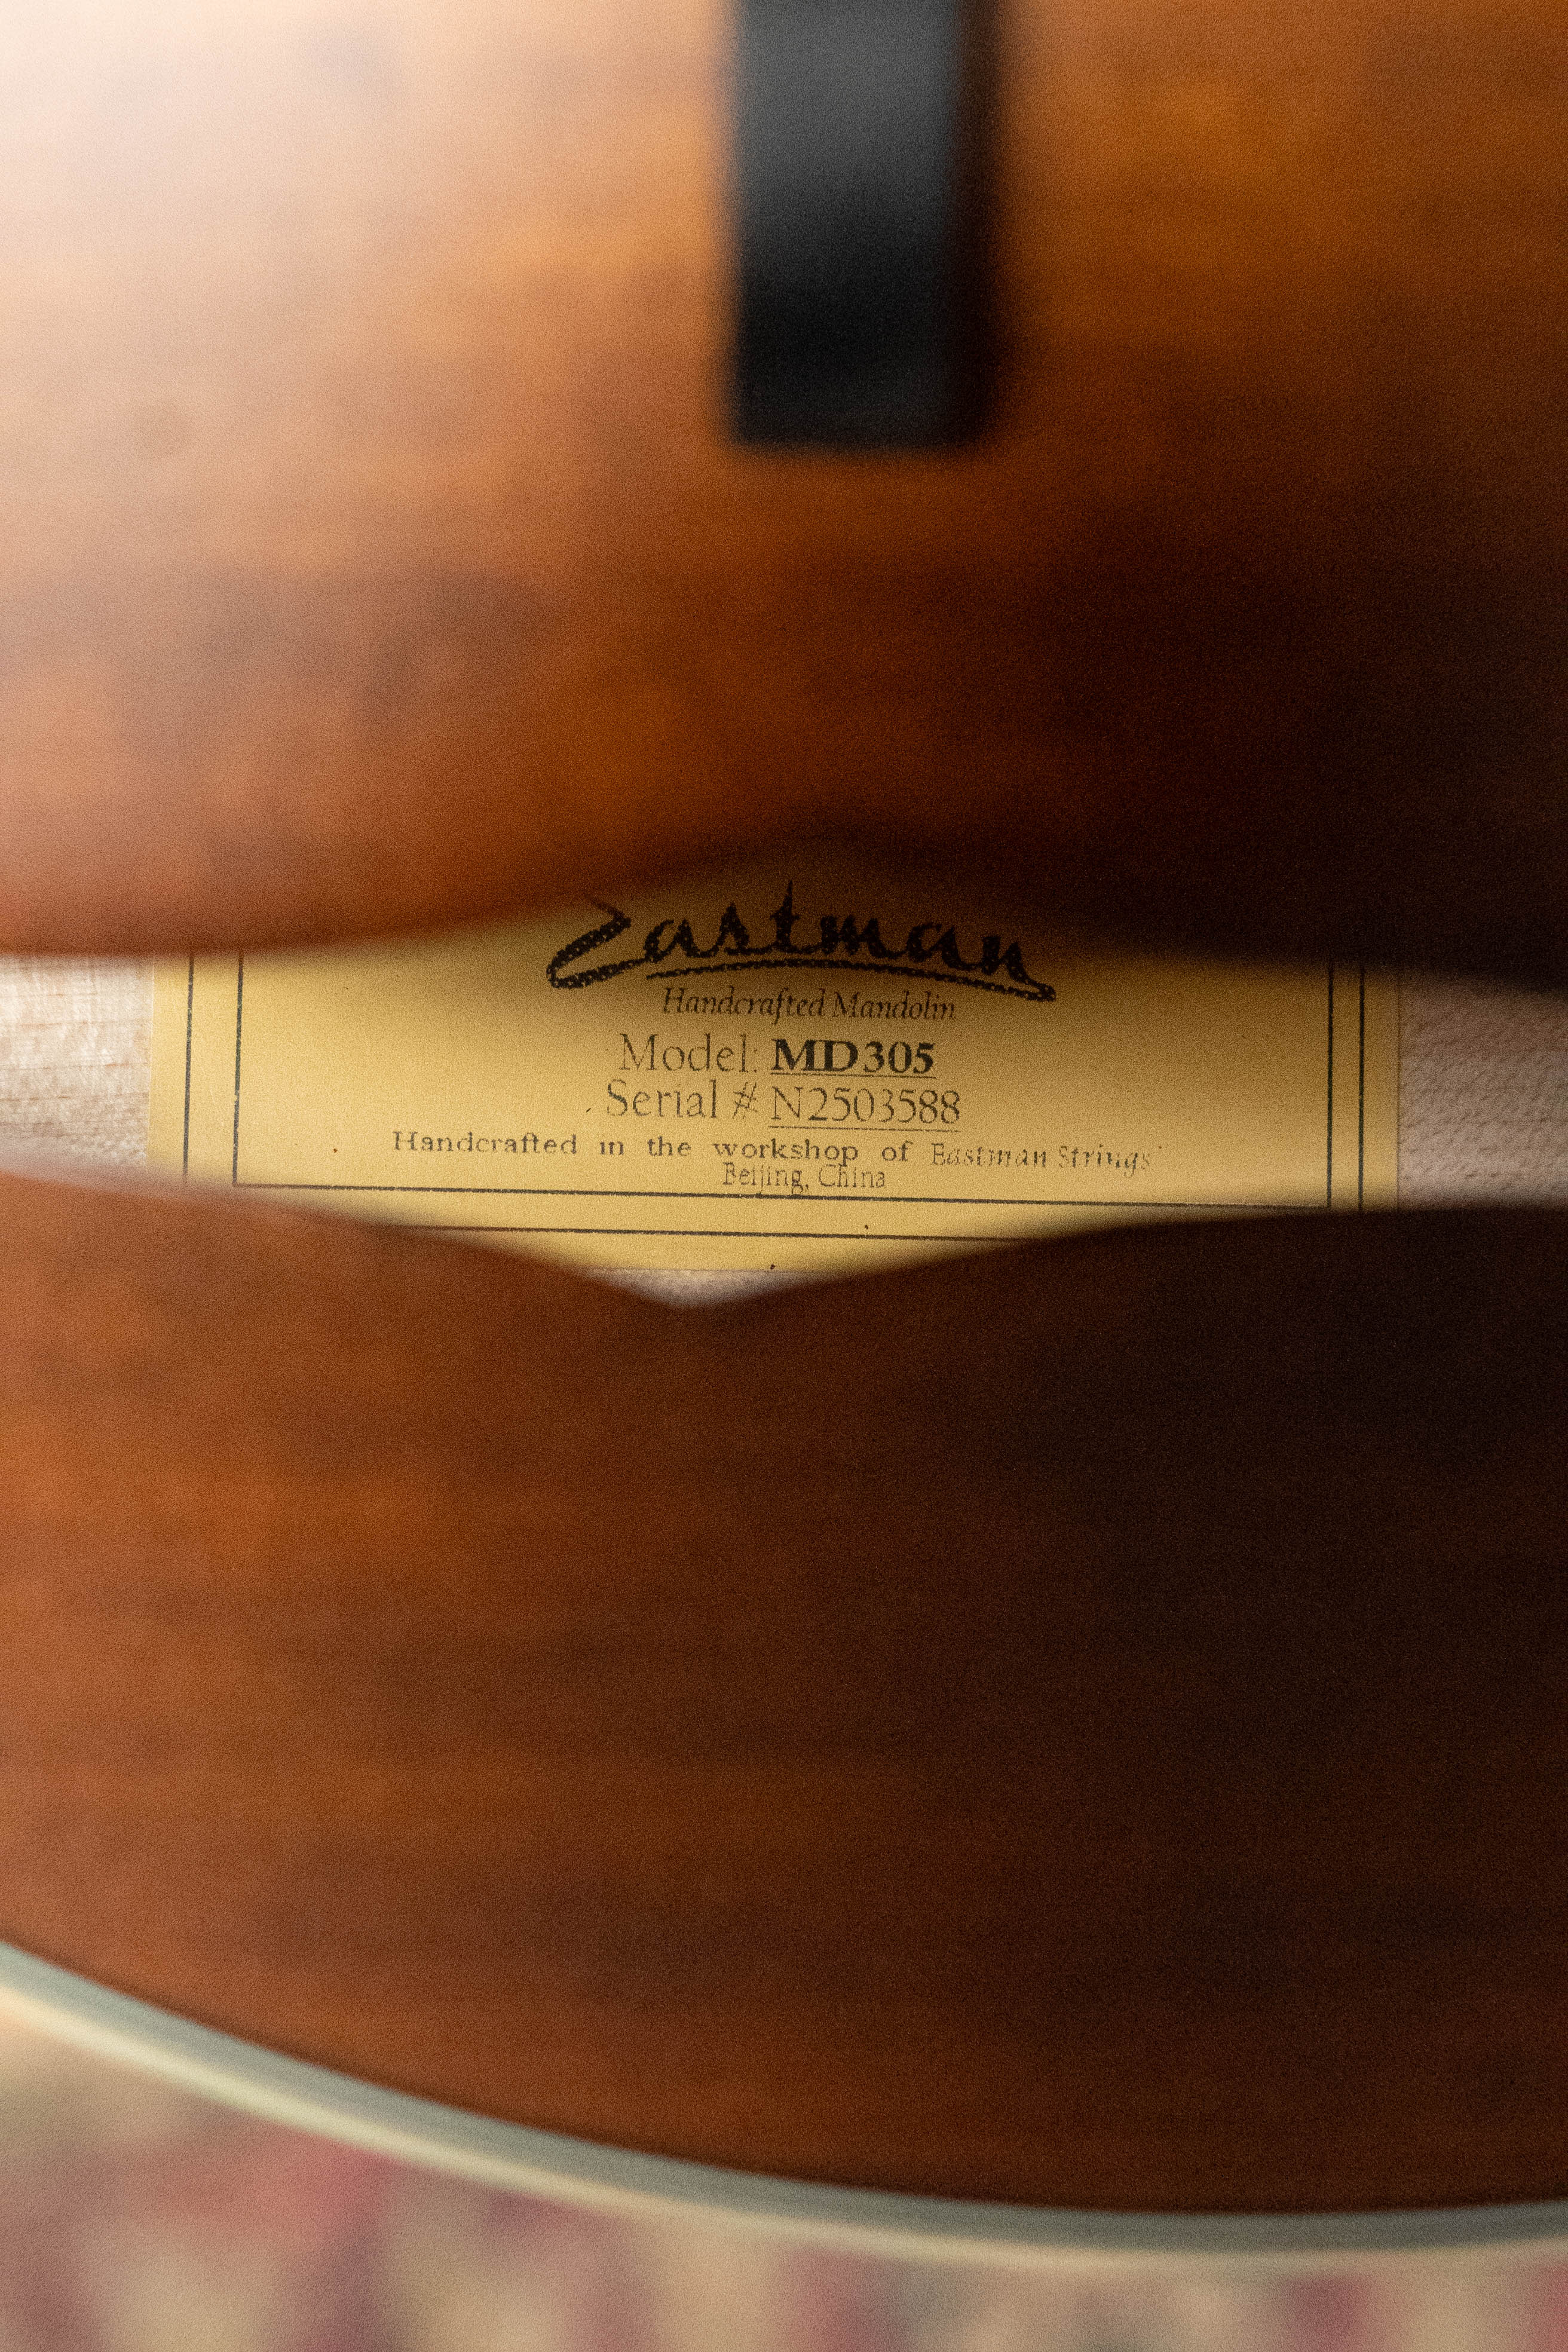 Eastman
Handcrafted Mandolin
Model: MD305
Serial # N2503588
Handcrafted in the workshop of Eastman Strings
Beijing, China